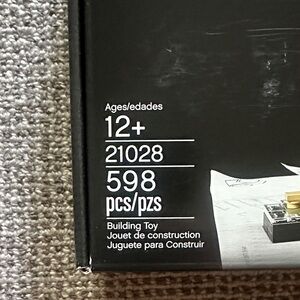 Ages/edades
12+
21028
598
pcs/pzs
Building Toy
Jouet de construction
Juguete para Construir